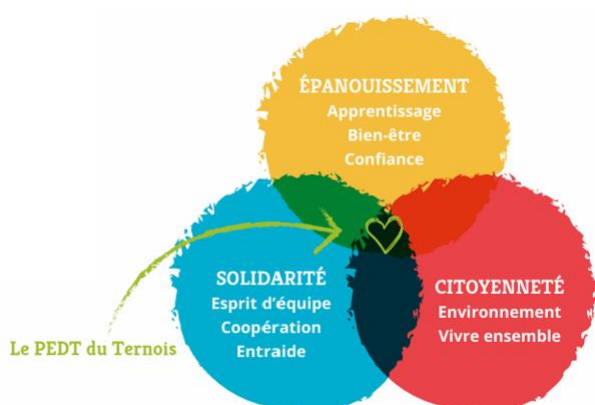 ÉPANOUISSEMENT
Apprentissage
Bien-être
Confiance
SOLIDARITÉ
Esprit d'équipe
Coopération
Entraide
CITOYENNETÉ
Environnement
Vivre ensemble
Le PEDT du Ternois